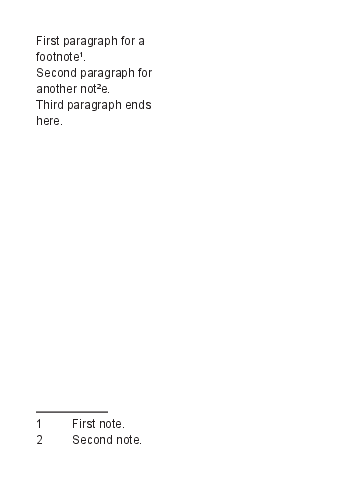 First paragraph for a
footnote¹.
Second paragraph for
another not²e.
Third paragraph ends
here.
1 First note.
2 Second note.